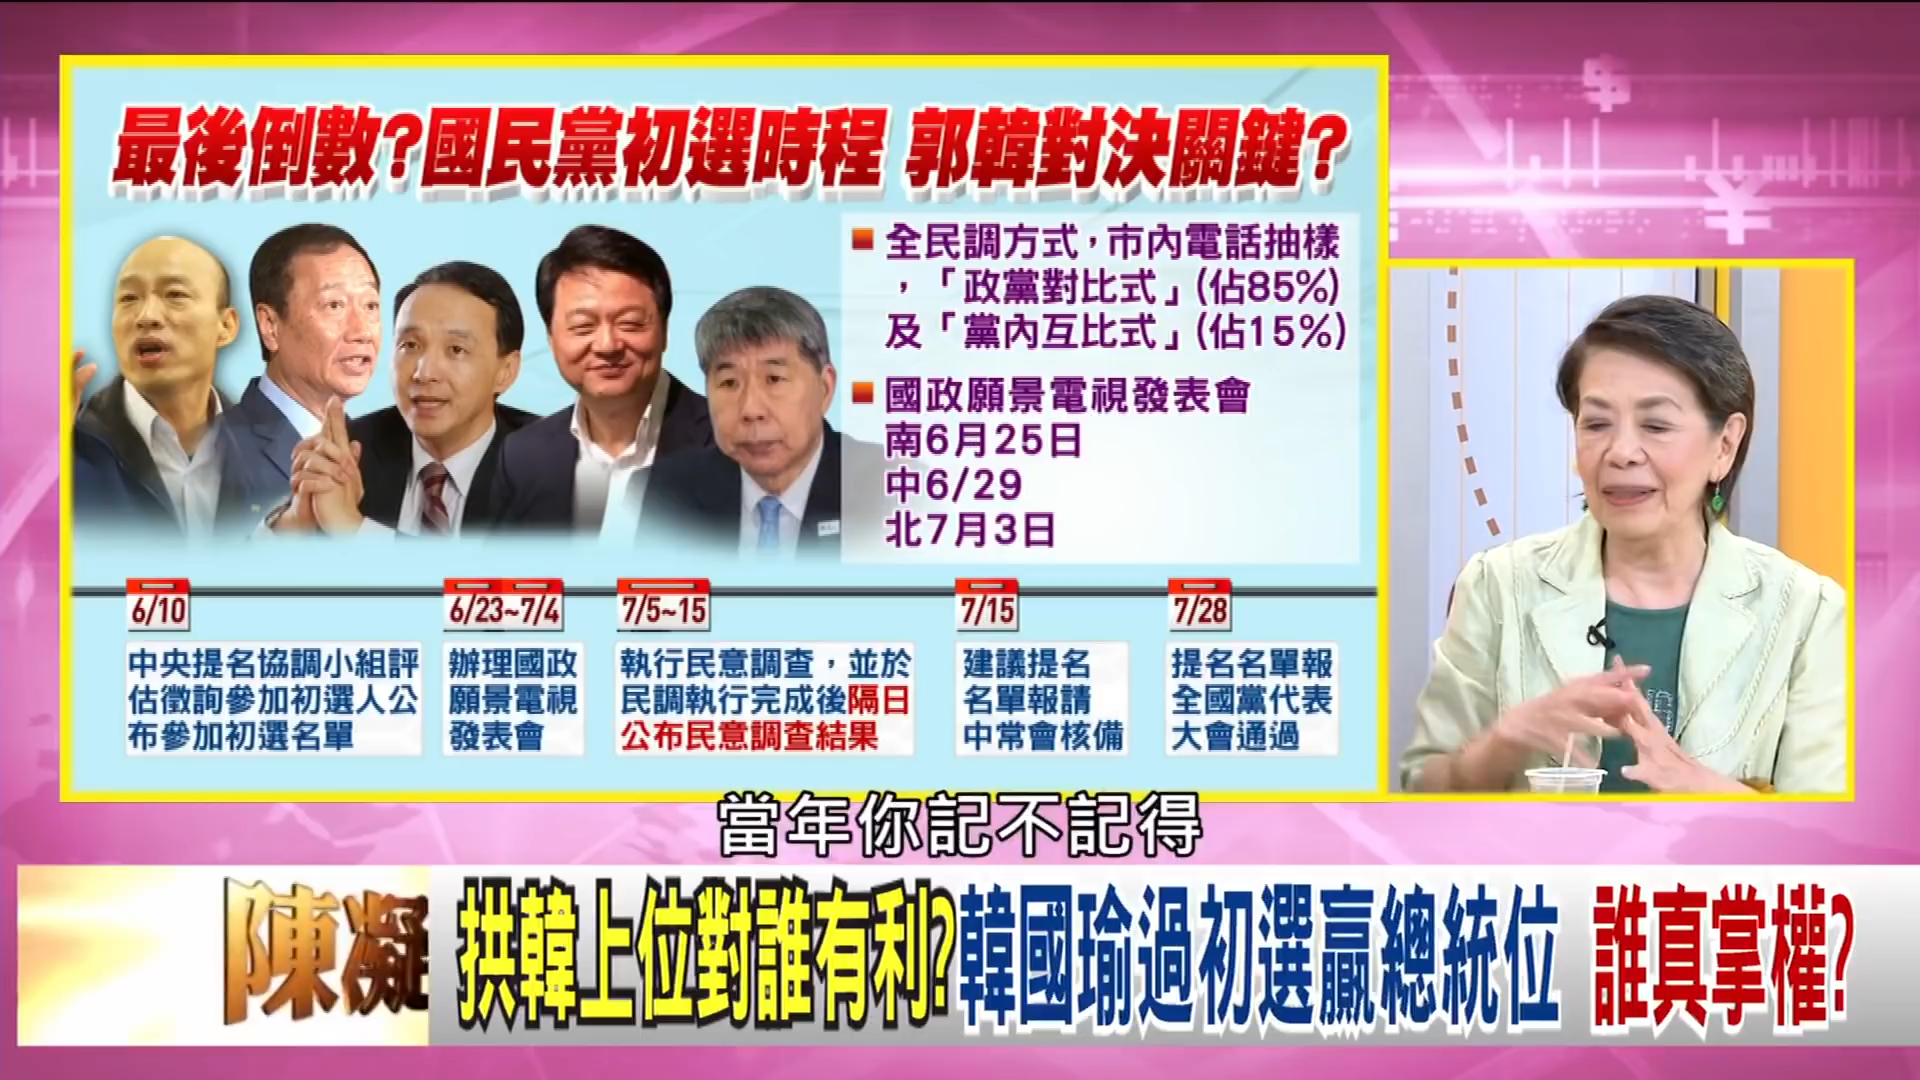 最後倒數?國民黨初選時程 郭韓對決關鍵?
全民調方式,市內電話抽樣
,「政黨對比式」(佔85%)
及「黨內互比式」(佔15%)
國政願景電視發表會
南6月25日
中6/29
北7月3日
6/10
中央提名協調小組評
估徵詢參加初選人公
布參加初選名單
6/23~7/4
辦理國政
願景電視
發表會
7/5~15
執行民意調查,並於
民調執行完成後隔日
公布民意調查結果
7/15
建議提名
名單報請
中常會核備
7/28
提名名單報
全國黨代表
大會通過
當年你記不記得
陳凝
拱韓上位對誰有利?韓國瑜過初選贏總統位 誰真掌權?